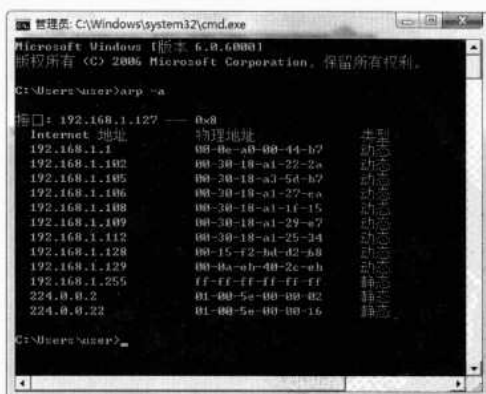 管理员: C:\Windows\system32\cmd.exe
Microsoft Windows [版本 6.0.6000]
版权所有 (C) 2006 Microsoft Corporation。保留所有权利。
C:\Users\user>arp -a
接口: 192.168.1.127 --- 0x8
Internet 地址 物理地址 类型
192.168.1.1 00-0e-a0-00-44-b7 动态
192.168.1.102 00-30-18-a1-22-2a 动态
192.168.1.105 00-30-18-a3-5d-b7 动态
192.168.1.106 00-30-18-a1-27-ea 动态
192.168.1.108 00-30-18-a1-1f-15 动态
192.168.1.109 00-30-18-a1-29-e7 动态
192.168.1.112 00-30-18-a1-25-34 动态
192.168.1.128 00-15-f2-bd-d2-b8 动态
192.168.1.129 00-0a-eb-40-2c-eb 动态
192.168.1.255 ff-ff-ff-ff-ff-ff 静态
224.0.0.2 01-00-5e-00-00-02 静态
224.0.0.22 01-00-5e-00-00-16 静态
C:\Users\user>_